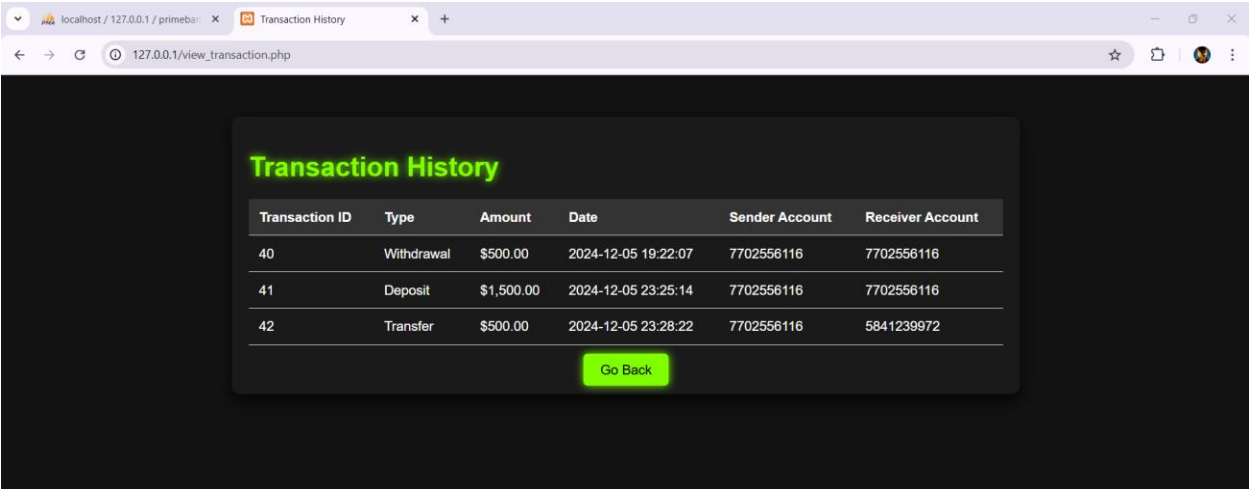 localhost / 127.0.0.1 / primeban
Transaction History
127.0.0.1/view_transaction.php
Transaction History
Transaction ID Type Amount Date Sender Account Receiver Account
40 Withdrawal $500.00 2024-12-05 19:22:07 7702556116 7702556116
41 Deposit $1,500.00 2024-12-05 23:25:14 7702556116 7702556116
42 Transfer $500.00 2024-12-05 23:28:22 7702556116 5841239972
Go Back